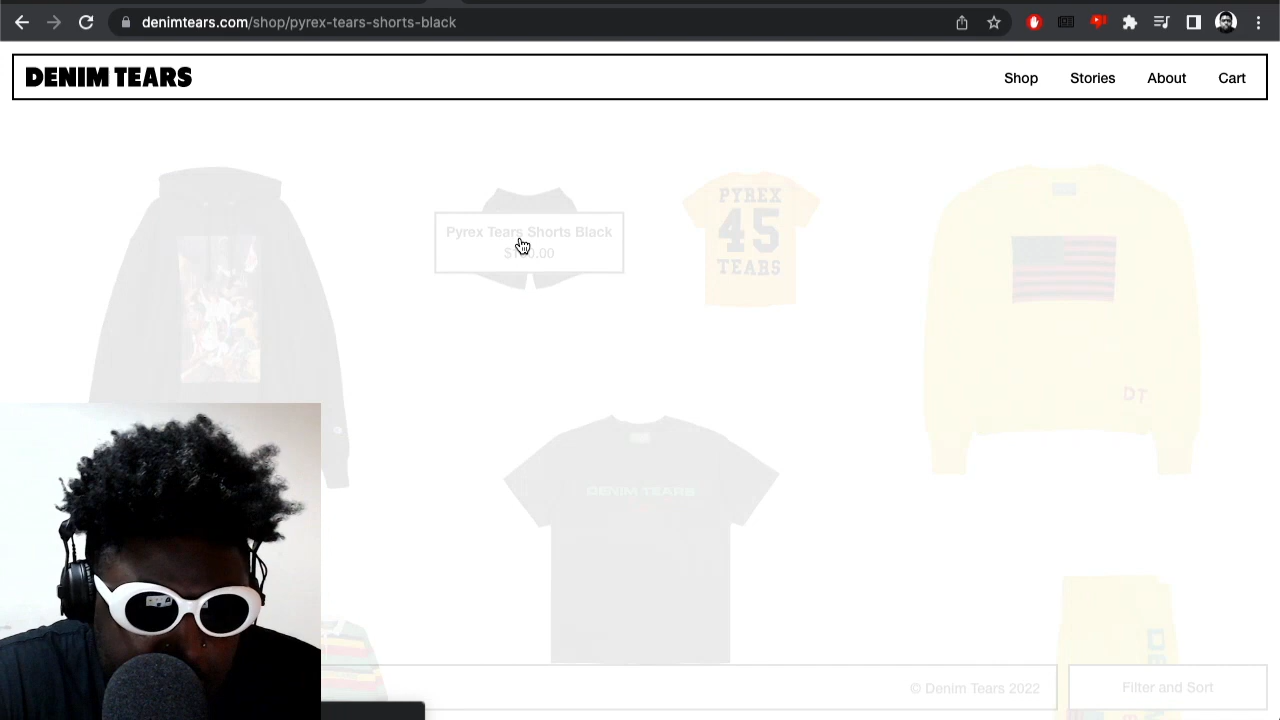 denimtears.com/shop/pyrex-tears-shorts-black
DENIM TEARS
Shop
Stories
About
Cart
Pyrex Tears Shorts Black
PYREX
45
TEARS
DT
DENIM TEARS
© Denim Tears 2022
Filter and Sort